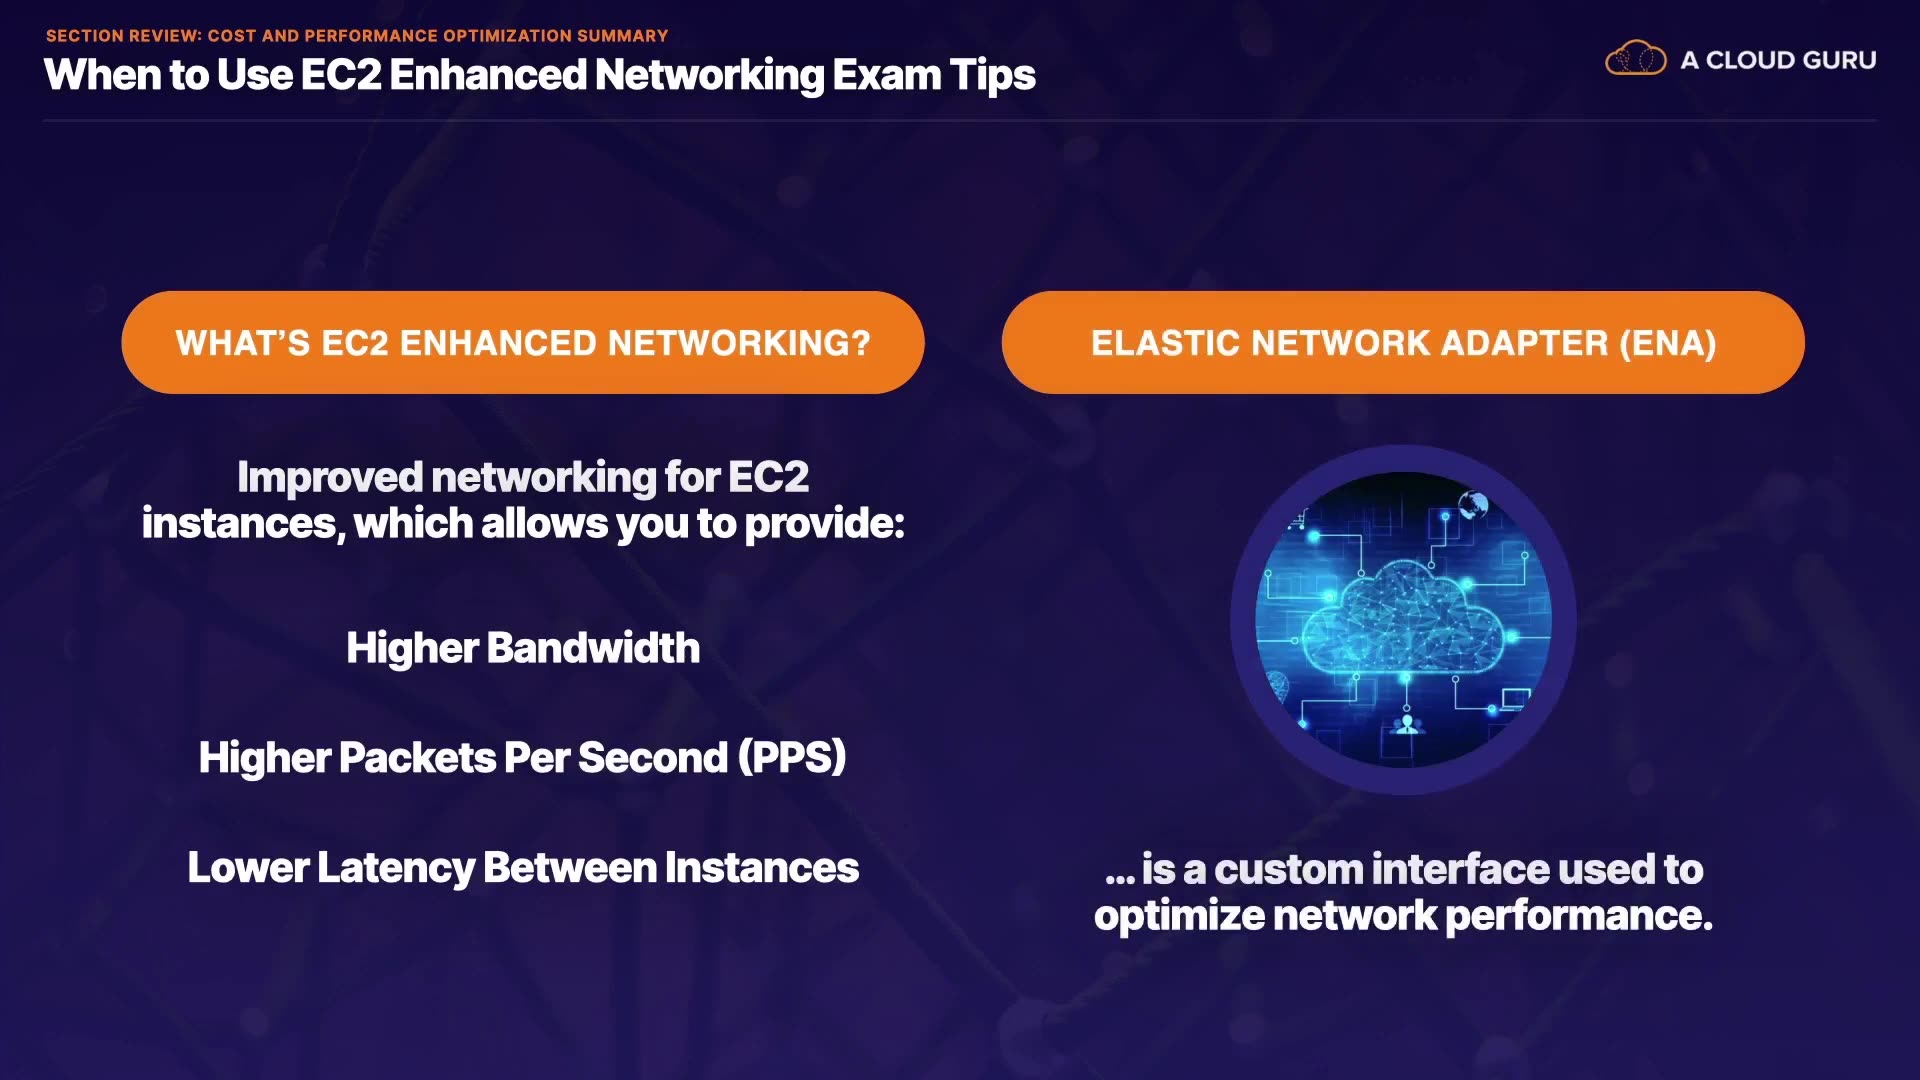 SECTION REVIEW: COST AND PERFORMANCE OPTIMIZATION SUMMARY
When to Use EC2 Enhanced Networking Exam Tips
A CLOUD GURU
WHAT'S EC2 ENHANCED NETWORKING?
Improved networking for EC2
instances, which allows you to provide:
Higher Bandwidth
Higher Packets Per Second (PPS)
Lower Latency Between Instances
ELASTIC NETWORK ADAPTER (ENA)
... is a custom interface used to
optimize network performance.